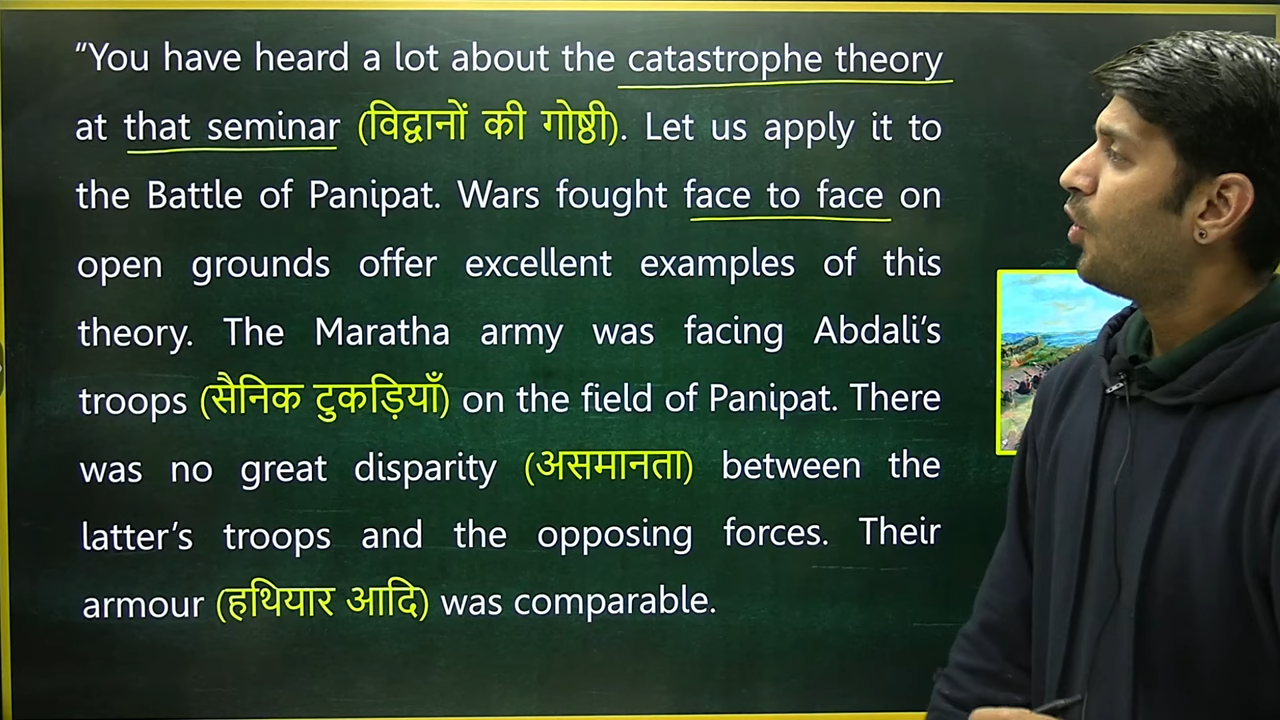 “You have heard a lot about the catastrophe theory
at that seminar (विद्वानों की गोष्ठी). Let us apply it to
the Battle of Panipat. Wars fought face to face on
open grounds offer excellent examples of this
theory. The Maratha army was facing Abdali’s
troops (सैनिक टुकड़ियाँ) on the field of Panipat. There
was no great disparity (असमानता) between the
latter’s troops and the opposing forces. Their
armour (हथियार आदि) was comparable.